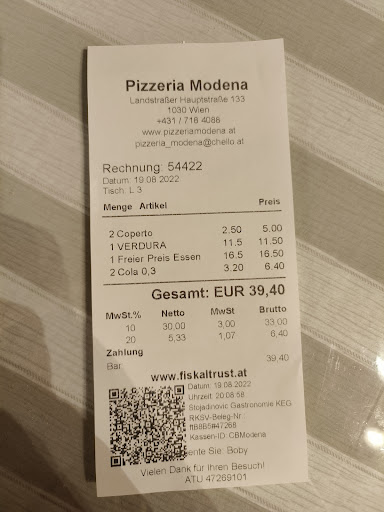 Pizzeria Modena
Landstraßer Hauptstraße 133
1030 Wien
+431 / 718 4086
www.pizzeriamodena.at
pizzeria_modena@chello.at
Rechnung: 54422
Datum: 19.08.2022
Tisch: L 3
Menge Artikel Preis
2 Coperto 2.50 5.00
1 VERDURA 11.5 11.50
1 Freier Preis Essen 16.5 16.50
2 Cola 0,3 3.20 6.40
Gesamt: EUR 39,40
MwSt.% Netto MwSt Brutto
10 30,00 3,00 33,00
20 5,33 1,07 6,40
Zahlung
Bar 39,40
www.fiskaltrust.at
Datum: 19.08.2022
Uhrzeit: 20:08:58
Stojadinovic Gastronomie KEG
RKSV-Beleg-Nr.:
ftB8B5#47268
Kassen-ID: CBModena
ente Sie: Boby
Vielen Dank für Ihren Besuch!
ATU 47269101